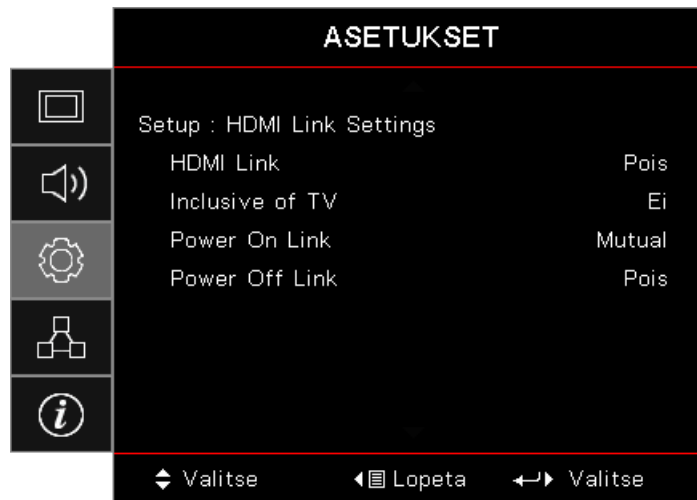 ASETUKSET
Setup : HDMI Link Settings
HDMI Link Pois
Inclusive of TV Ei
Power On Link Mutual
Power Off Link Pois
Valitse Lopeta Valitse